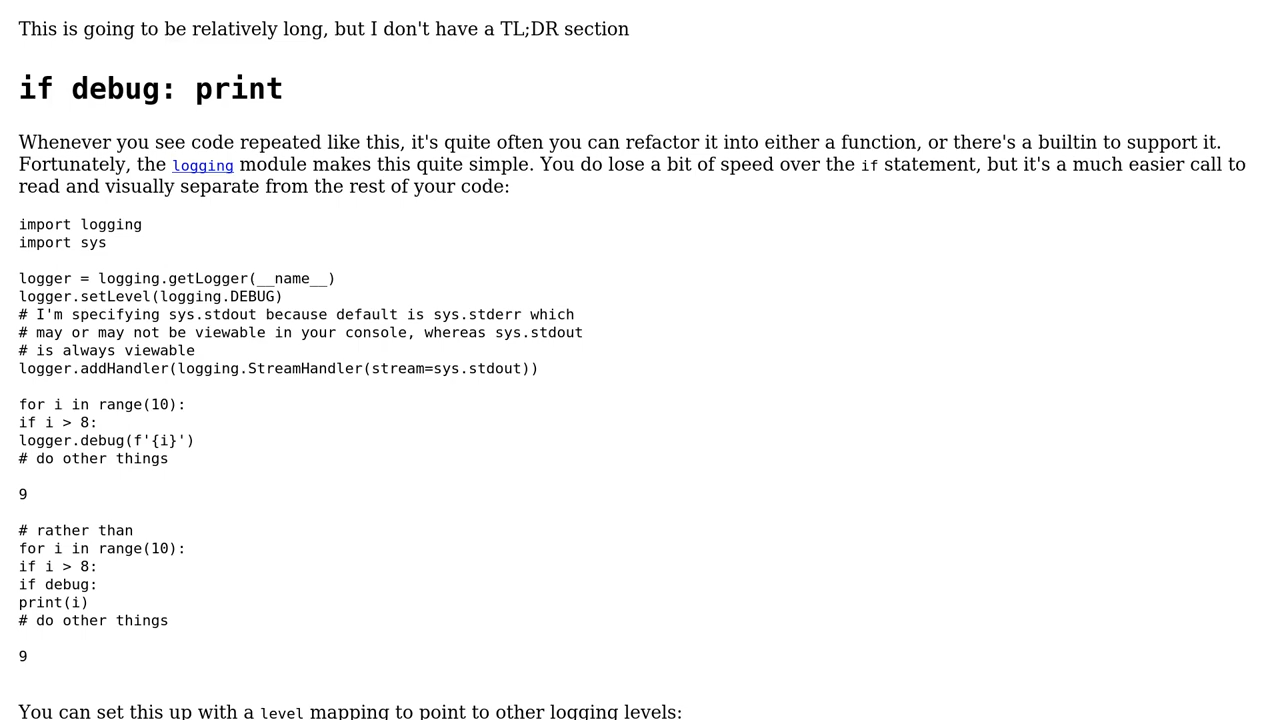 This is going to be relatively long, but I don't have a TL;DR section
if debug: print
Whenever you see code repeated like this, it's quite often you can refactor it into either a function, or there's a builtin to support it.
Fortunately, the logging module makes this quite simple. You do lose a bit of speed over the if statement, but it's a much easier call to
read and visually separate from the rest of your code:
import logging
import sys
logger = logging.getLogger(__name__)
logger.setLevel(logging.DEBUG)
# I'm specifying sys.stdout because default is sys.stderr which
# may or may not be viewable in your console, whereas sys.stdout
# is always viewable
logger.addHandler(logging.StreamHandler(stream=sys.stdout))
for i in range(10):
if i > 8:
logger.debug(f'{i}')
# do other things
9
# rather than
for i in range(10):
if i > 8:
if debug:
print(i)
# do other things
9
You can set this up with a level mapping to point to other logging levels: